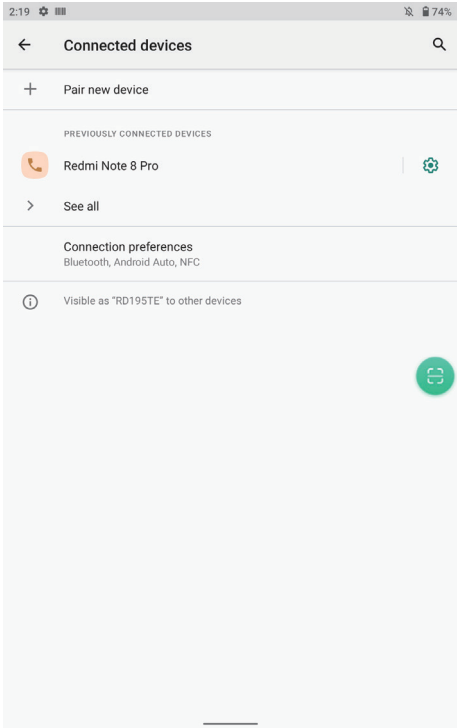 2:19 74%
Connected devices
Pair new device
PREVIOUSLY CONNECTED DEVICES
Redmi Note 8 Pro
See all
Connection preferences
Bluetooth, Android Auto, NFC
Visible as “RD195TE” to other devices